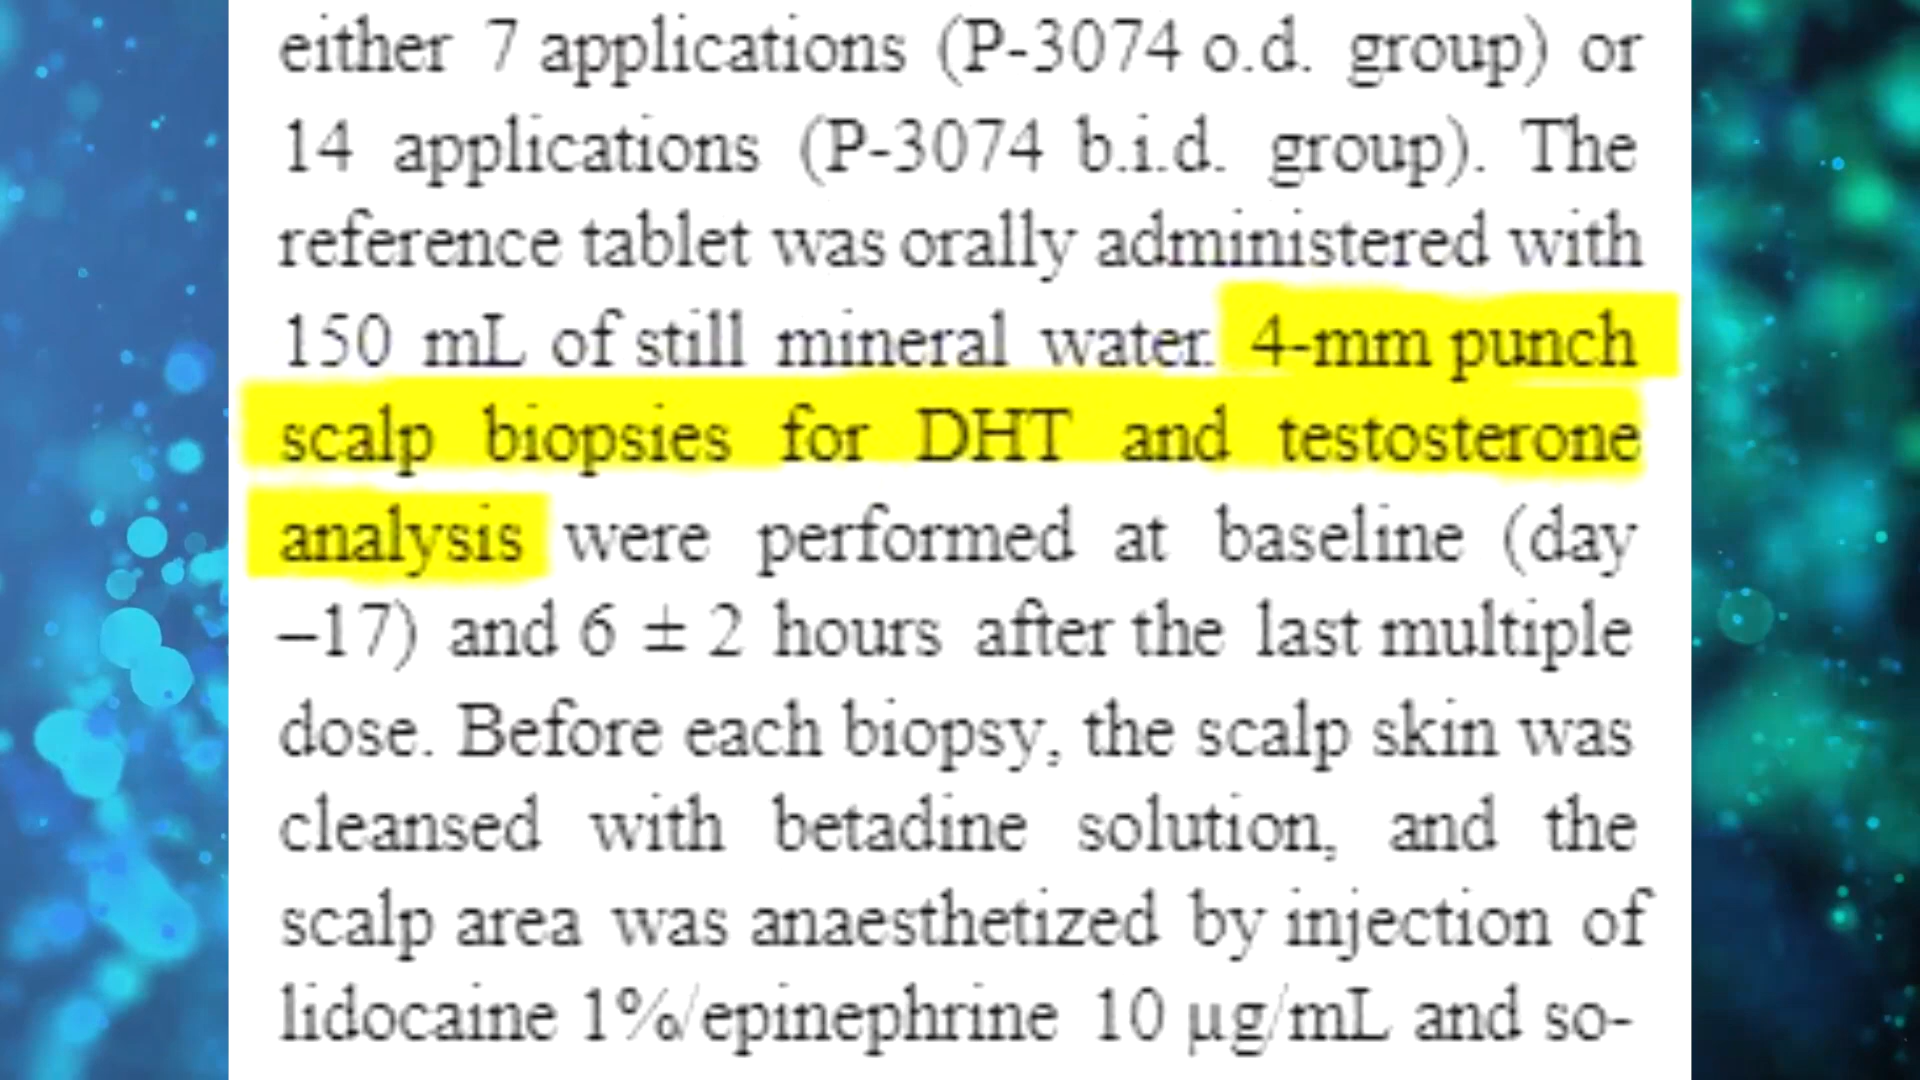 either 7 applications (P-3074 o.d. group) or
14 applications (P-3074 b.i.d. group). The
reference tablet was orally administered with
150 mL of still mineral water. 4-mm punch
scalp biopsies for DHT and testosterone
analysis were performed at baseline (day
–17) and 6 ± 2 hours after the last multiple
dose. Before each biopsy, the scalp skin was
cleansed with betadine solution, and the
scalp area was anaesthetized by injection of
lidocaine 1%/epinephrine 10 µg/mL and so-